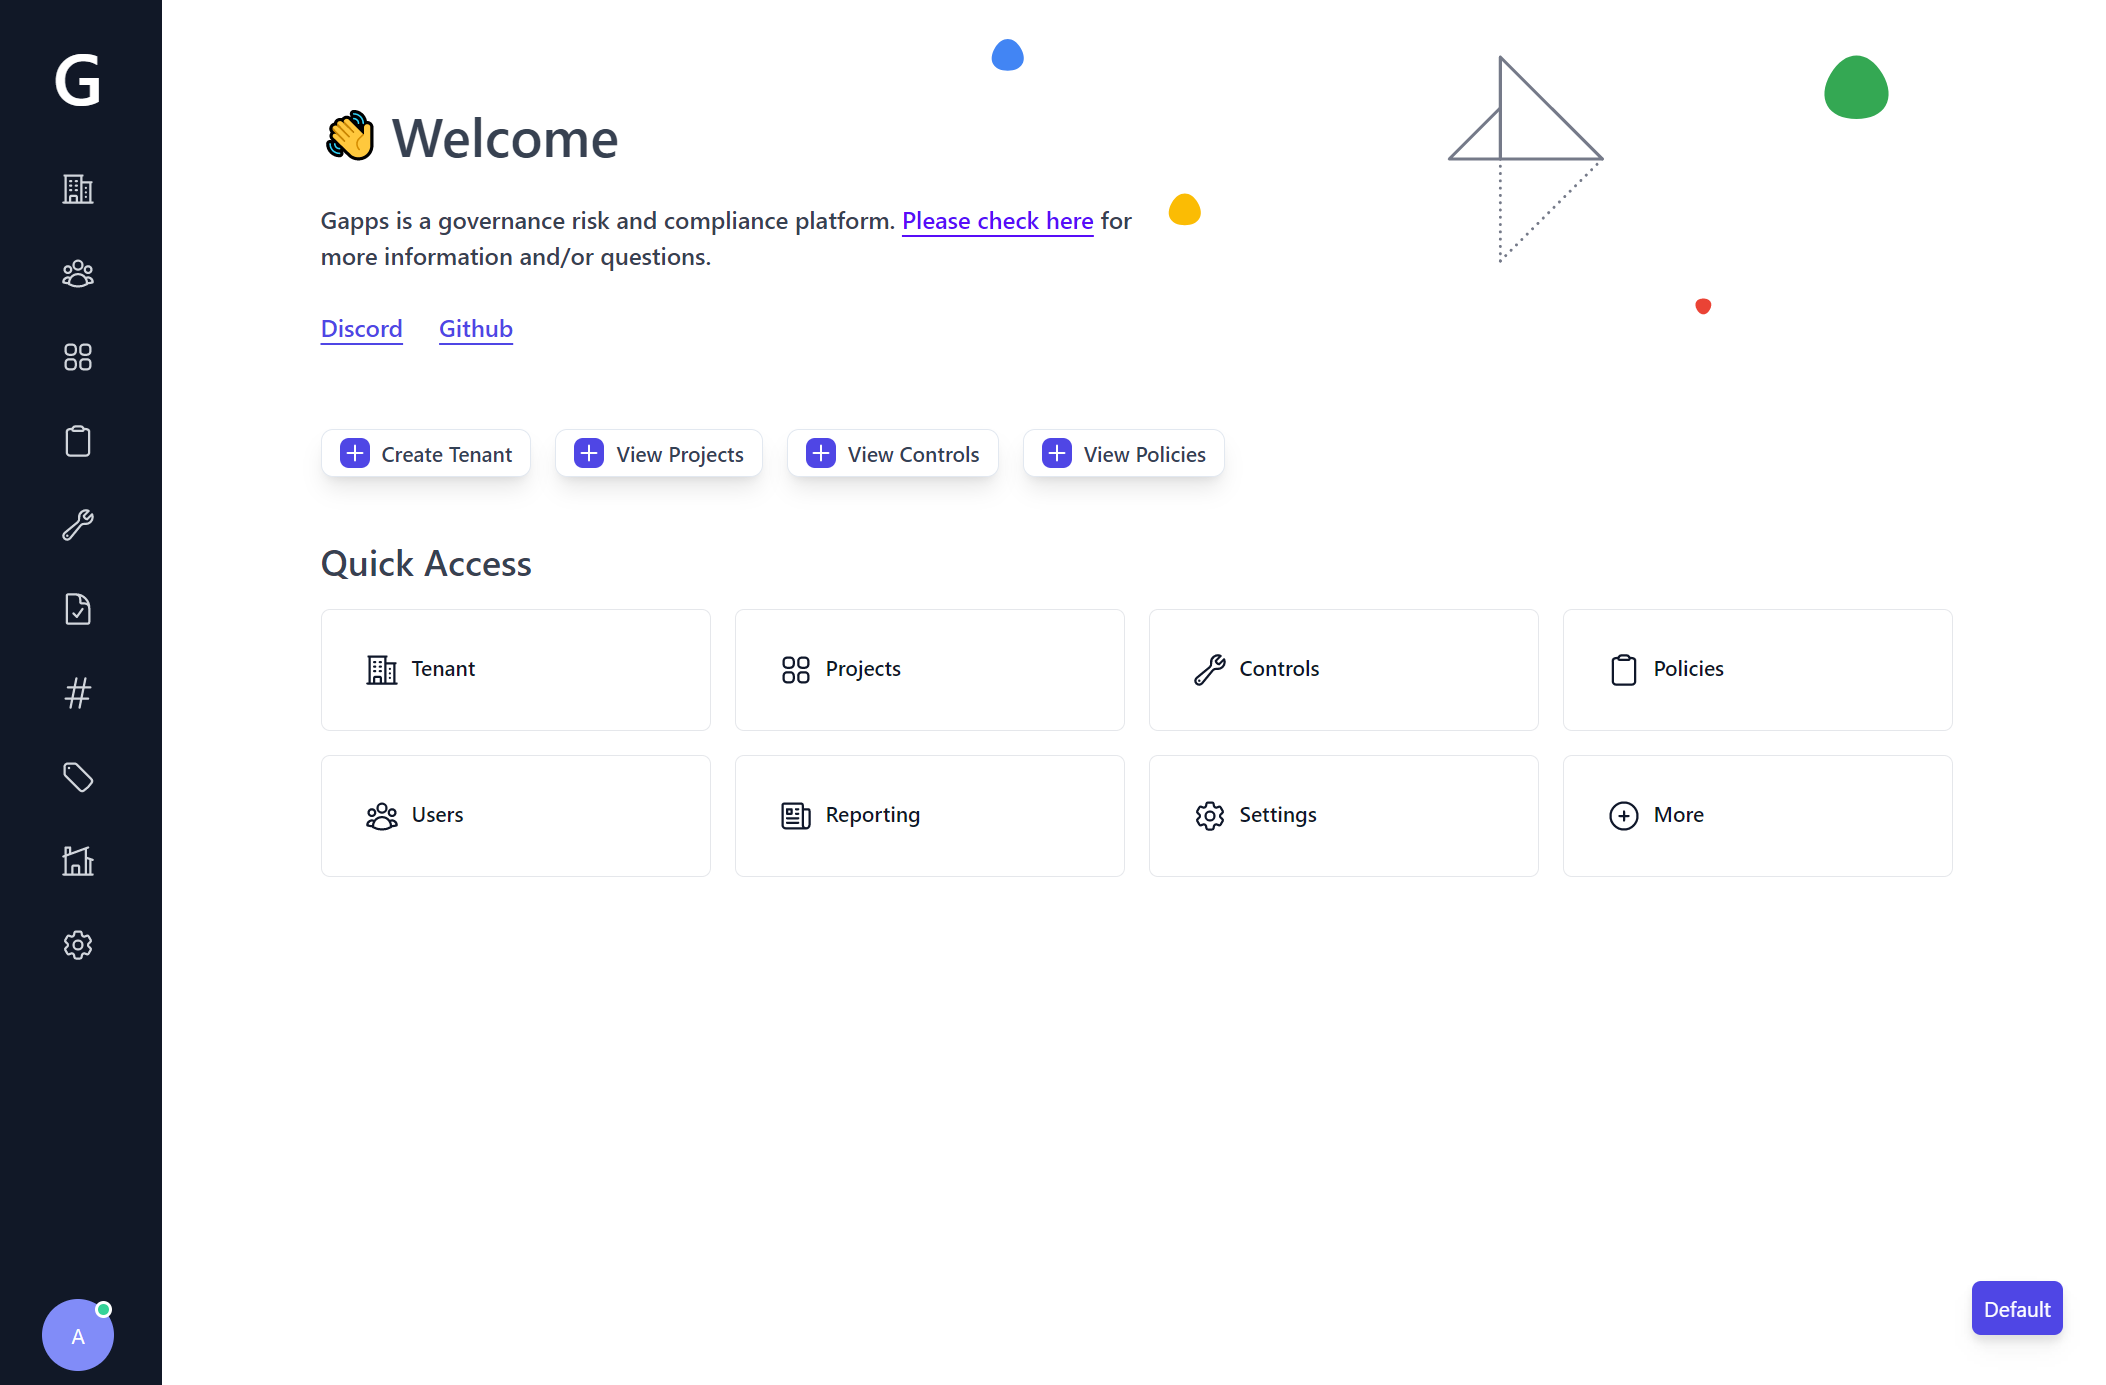 G
Welcome
Gapps is a governance risk and compliance platform. Please check here for
more information and/or questions.
Discord Github
Create Tenant View Projects View Controls View Policies
Quick Access
Tenant Projects Controls Policies
Users Reporting Settings More
Default
A